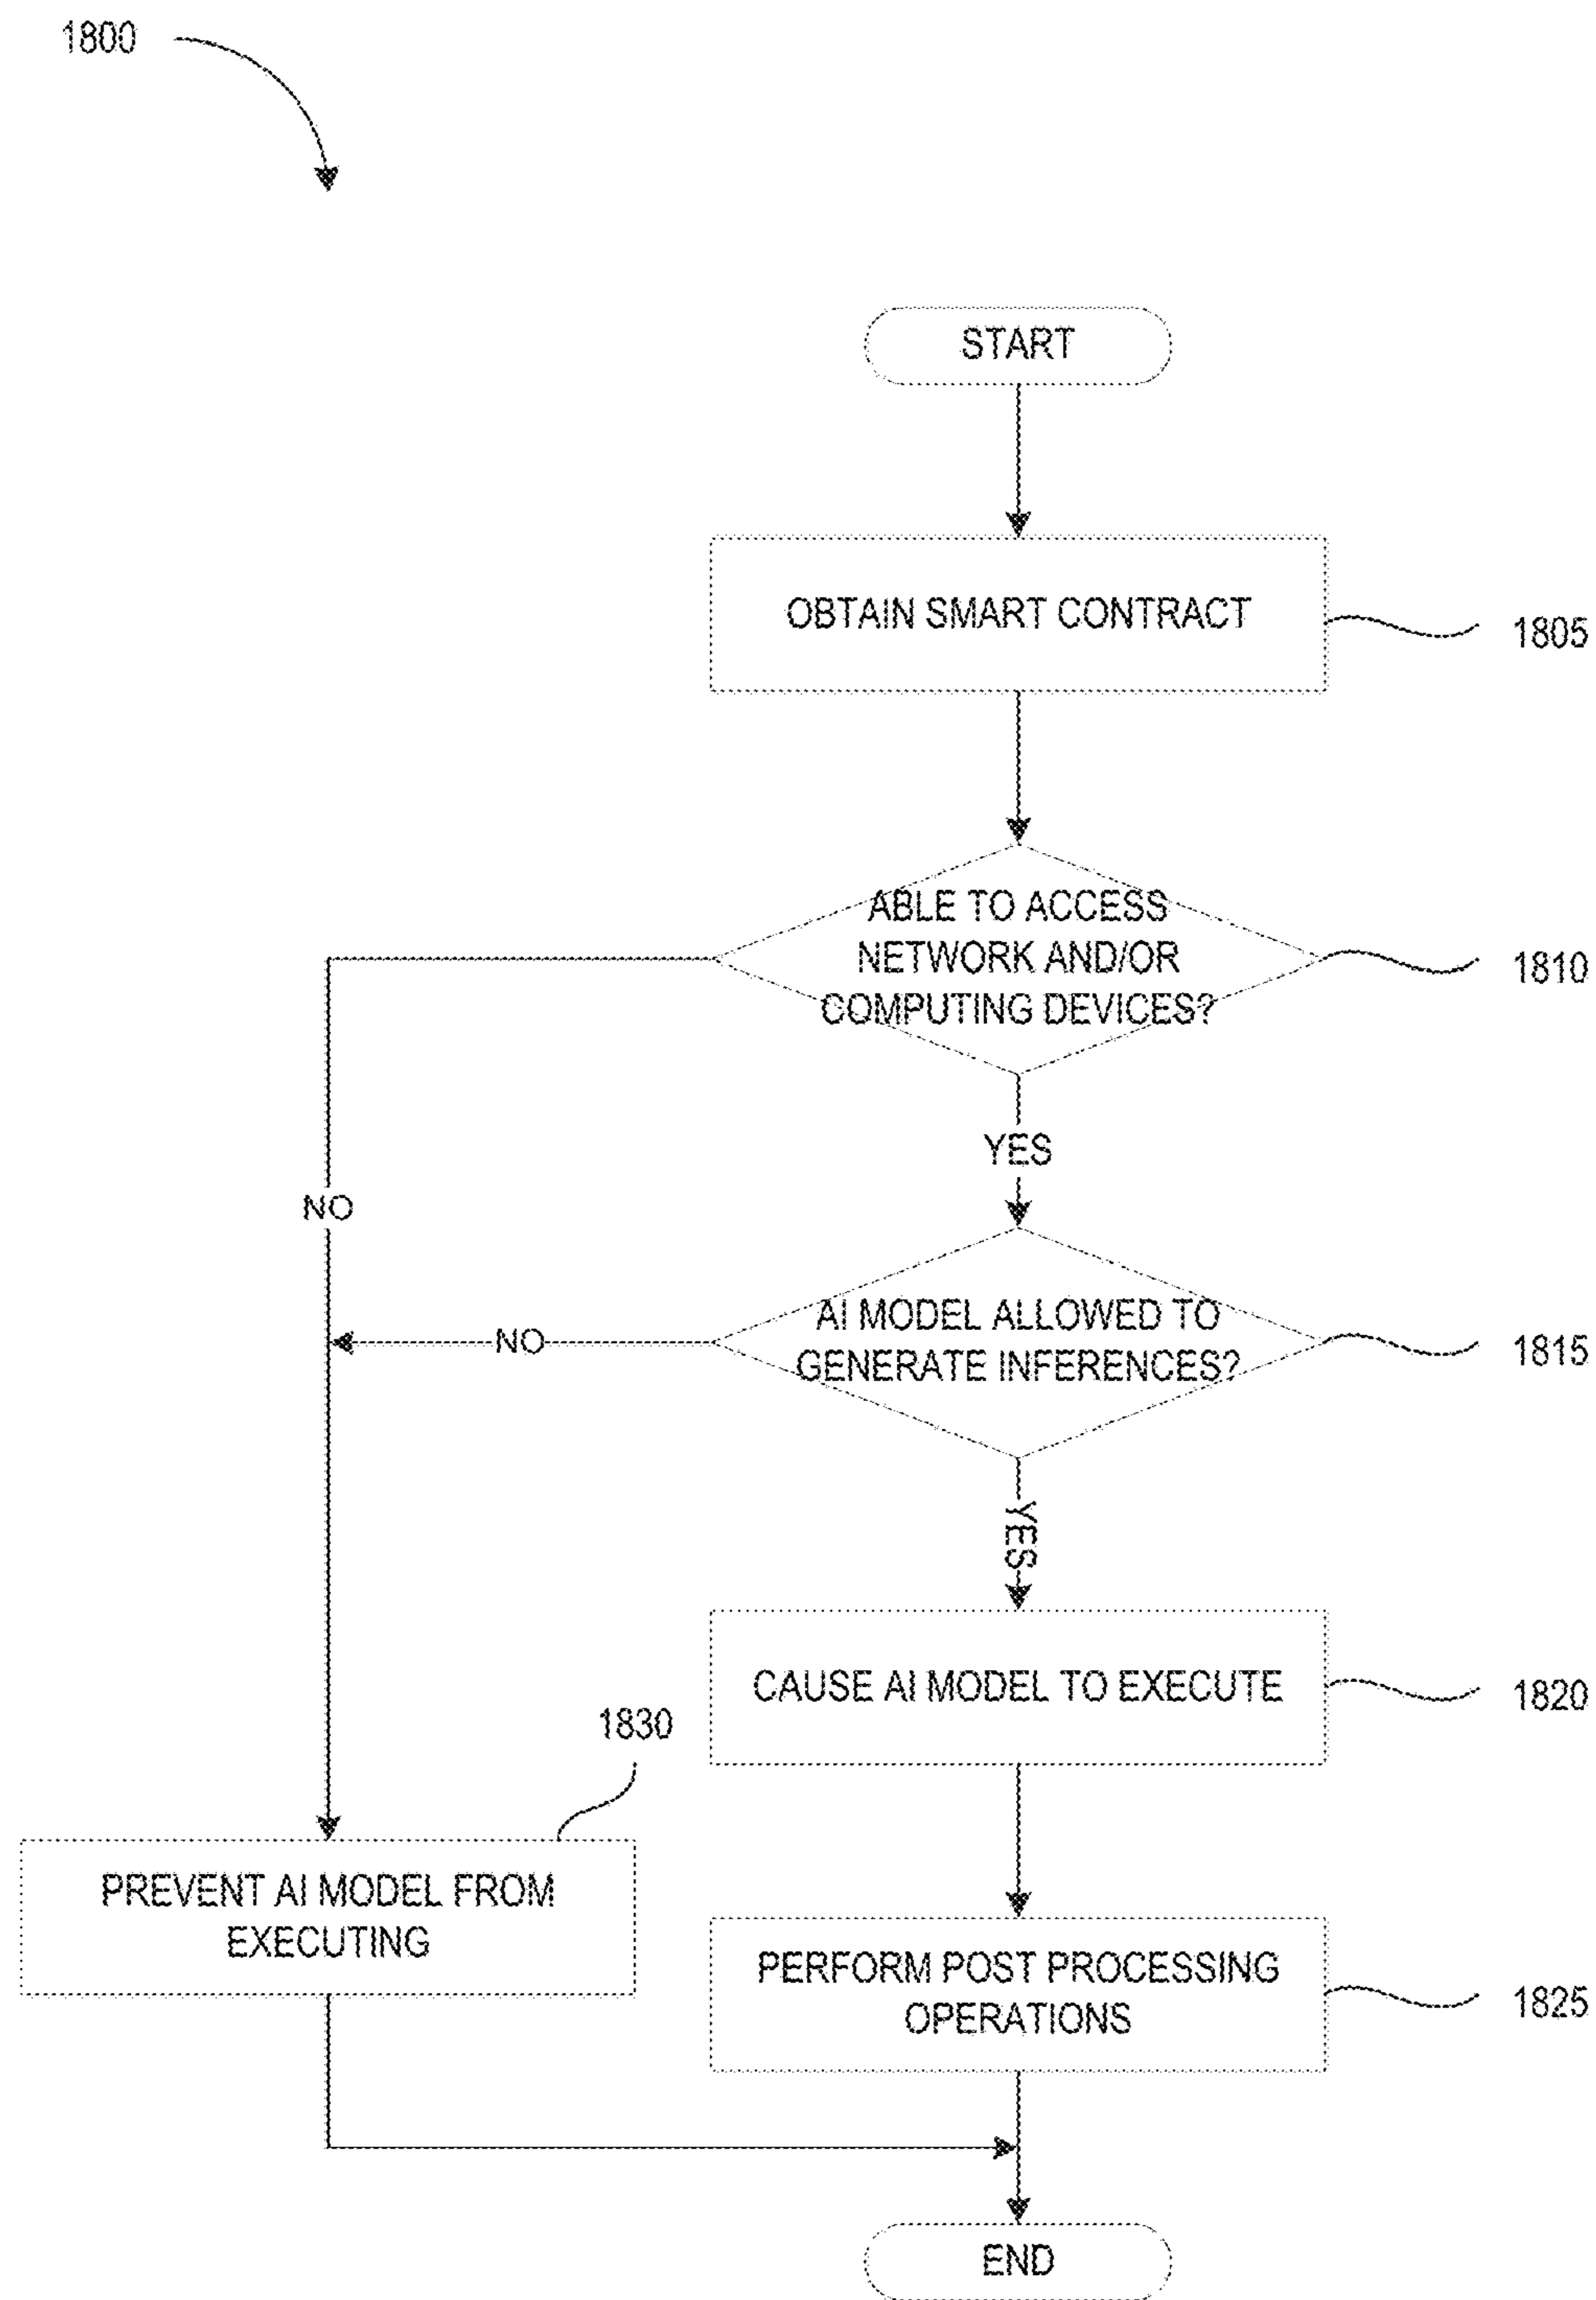 1800
START
OBTAIN SMART CONTRACT
1805
ABLE TO ACCESS
NETWORK AND/OR
COMPUTING DEVICES?
1810
YES
NO
AI MODEL ALLOWED TO
GENERATE INFERENCES?
1815
NO
YES
CAUSE AI MODEL TO EXECUTE
1820
1830
PREVENT AI MODEL FROM
EXECUTING
PERFORM POST PROCESSING
OPERATIONS
1825
END